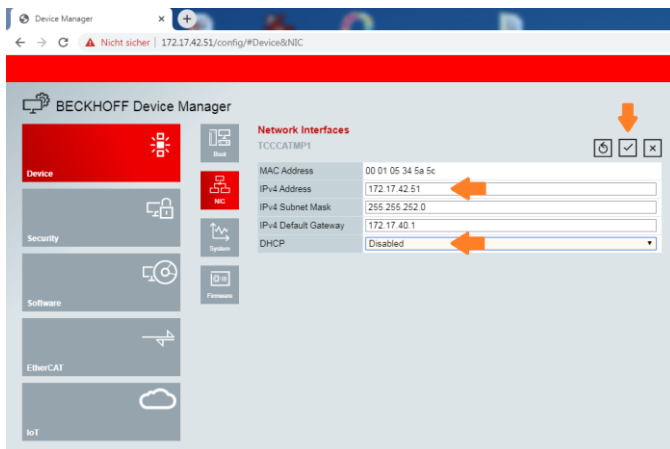 Device Manager
Nicht sicher | 172.17.42.51/config/#Device&NIC
BECKHOFF Device Manager
Device
Security
Software
EtherCAT
IoT
Boot
NIC
System
Firmware
Network Interfaces
TCCCATMP1
MAC Address 00 01 05 34 5a 5c
IPv4 Address 172.17.42.51
IPv4 Subnet Mask 255.255.252.0
IPv4 Default Gateway 172.17.40.1
DHCP Disabled